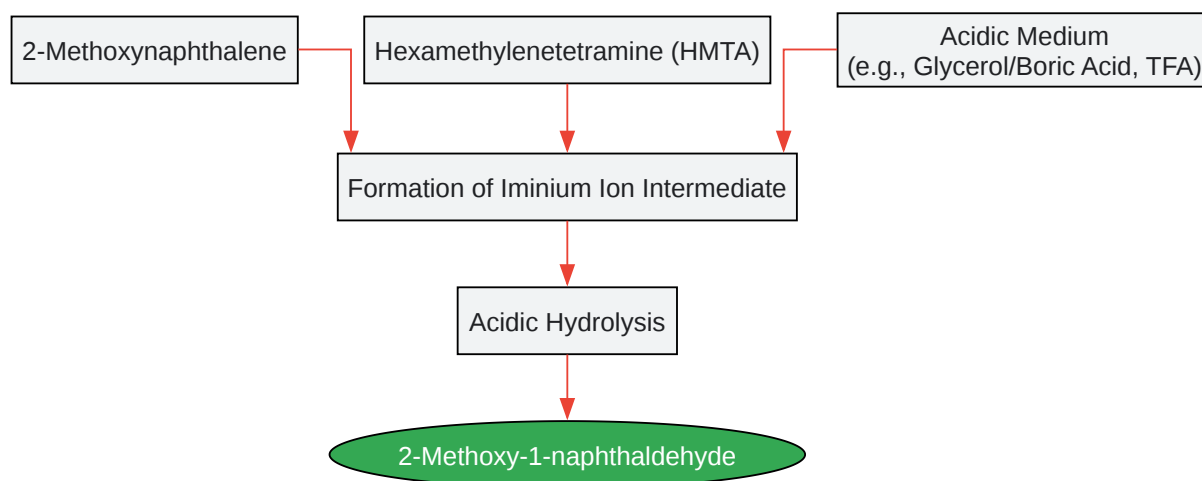 2-Methoxynaphthalene
Hexamethylenetetramine (HMTA)
Acidic Medium
(e.g., Glycerol/Boric Acid, TFA)
Formation of Iminium Ion Intermediate
Acidic Hydrolysis
2-Methoxy-1-naphthaldehyde